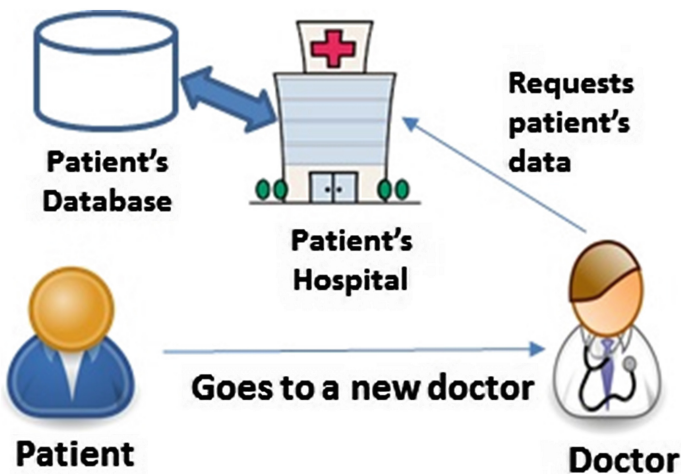 Requests
patient's
data
Patient's
Database
Patient's
Hospital
Goes to a new doctor
Patient
Doctor